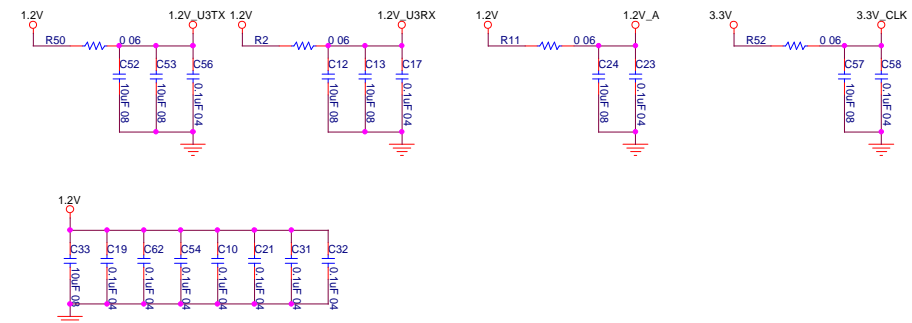 1.2V 1.2V_U3TX 1.2V 1.2V_U3RX 1.2V 1.2V_A 3.3V 3.3V_CLK
R50 0 06 R2 0 06 R11 0 06 R52 0 06
C52 C53 C56 C12 C13 C17 C24 C23 C57 C58
10uF 08 10uF 08 0.1uF 04 10uF 08 10uF 08 0.1uF 04 10uF 08 0.1uF 04 10uF 08 0.1uF 04
1.2V
C33 C19 C62 C54 C10 C21 C31 C32
10uF 08 0.1uF 04 0.1uF 04 0.1uF 04 0.1uF 04 0.1uF 04 0.1uF 04 0.1uF 04